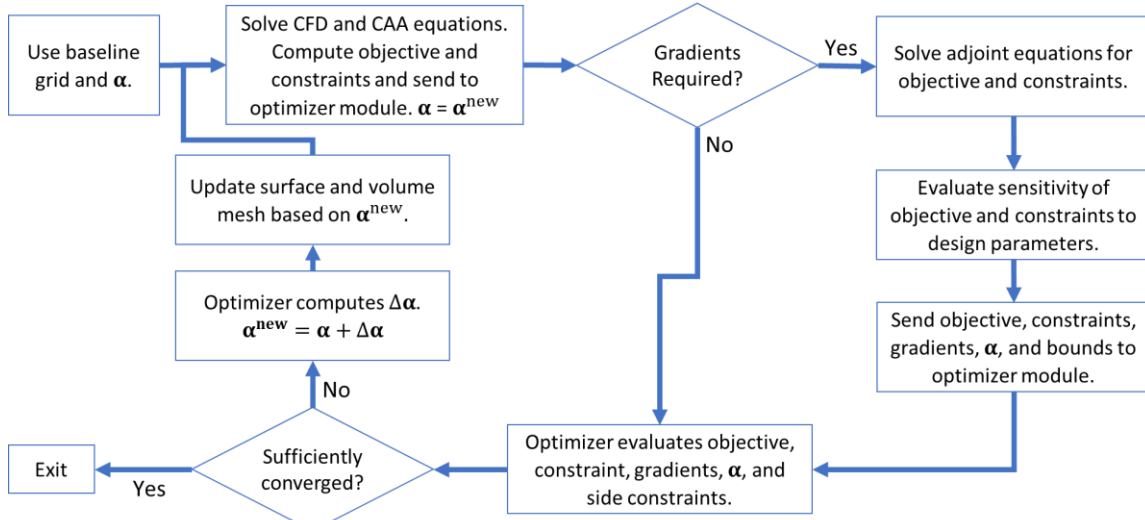 Use baseline
grid and α.
Solve CFD and CAA equations.
Compute objective and
constraints and send to
optimizer module. α = α^new
Gradients
Required?
Yes
Solve adjoint equations for
objective and constraints.
No
Evaluate sensitivity of
objective and constraints to
design parameters.
Send objective, constraints,
gradients, α, and bounds to
optimizer module.
Optimizer evaluates objective,
constraint, gradients, α, and
side constraints.
Sufficiently
converged?
Yes
Exit
No
Optimizer computes Δα.
α^new = α + Δα
Update surface and volume
mesh based on α^new.